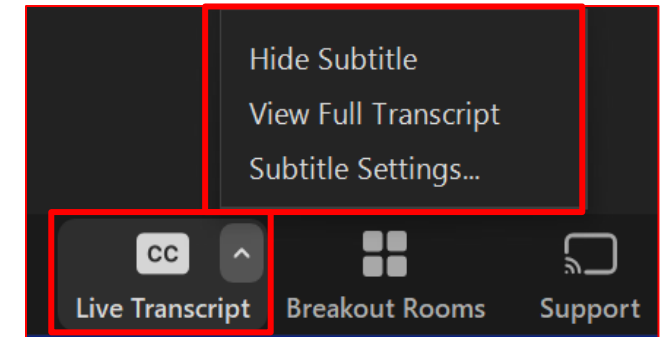 Hide Subtitle
View Full Transcript
Subtitle Settings...
CC
Live Transcript Breakout Rooms Support